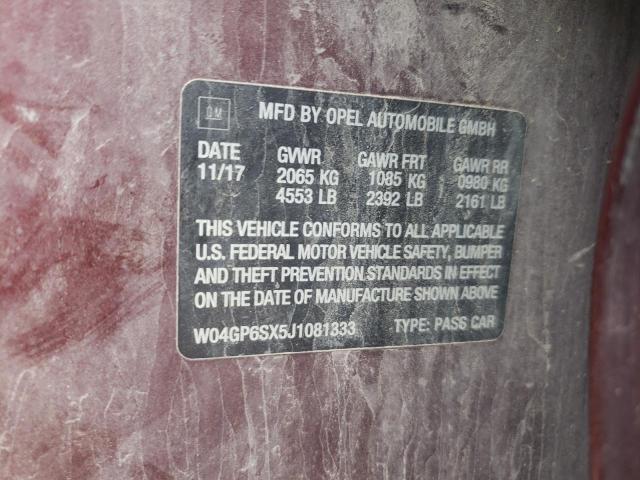 GM
MFD BY OPEL AUTOMOBILE GMBH
DATE GVWR GAWR FRT GAWR RR
11/17 2065 KG 1085 KG 0980 KG
4553 LB 2392 LB 2161 LB
THIS VEHICLE CONFORMS TO ALL APPLICABLE
U.S. FEDERAL MOTOR VEHICLE SAFETY, BUMPER
AND THEFT PREVENTION STANDARDS IN EFFECT
ON THE DATE OF MANUFACTURE SHOWN ABOVE
W04GP6SX5J1081333 TYPE: PASS CAR